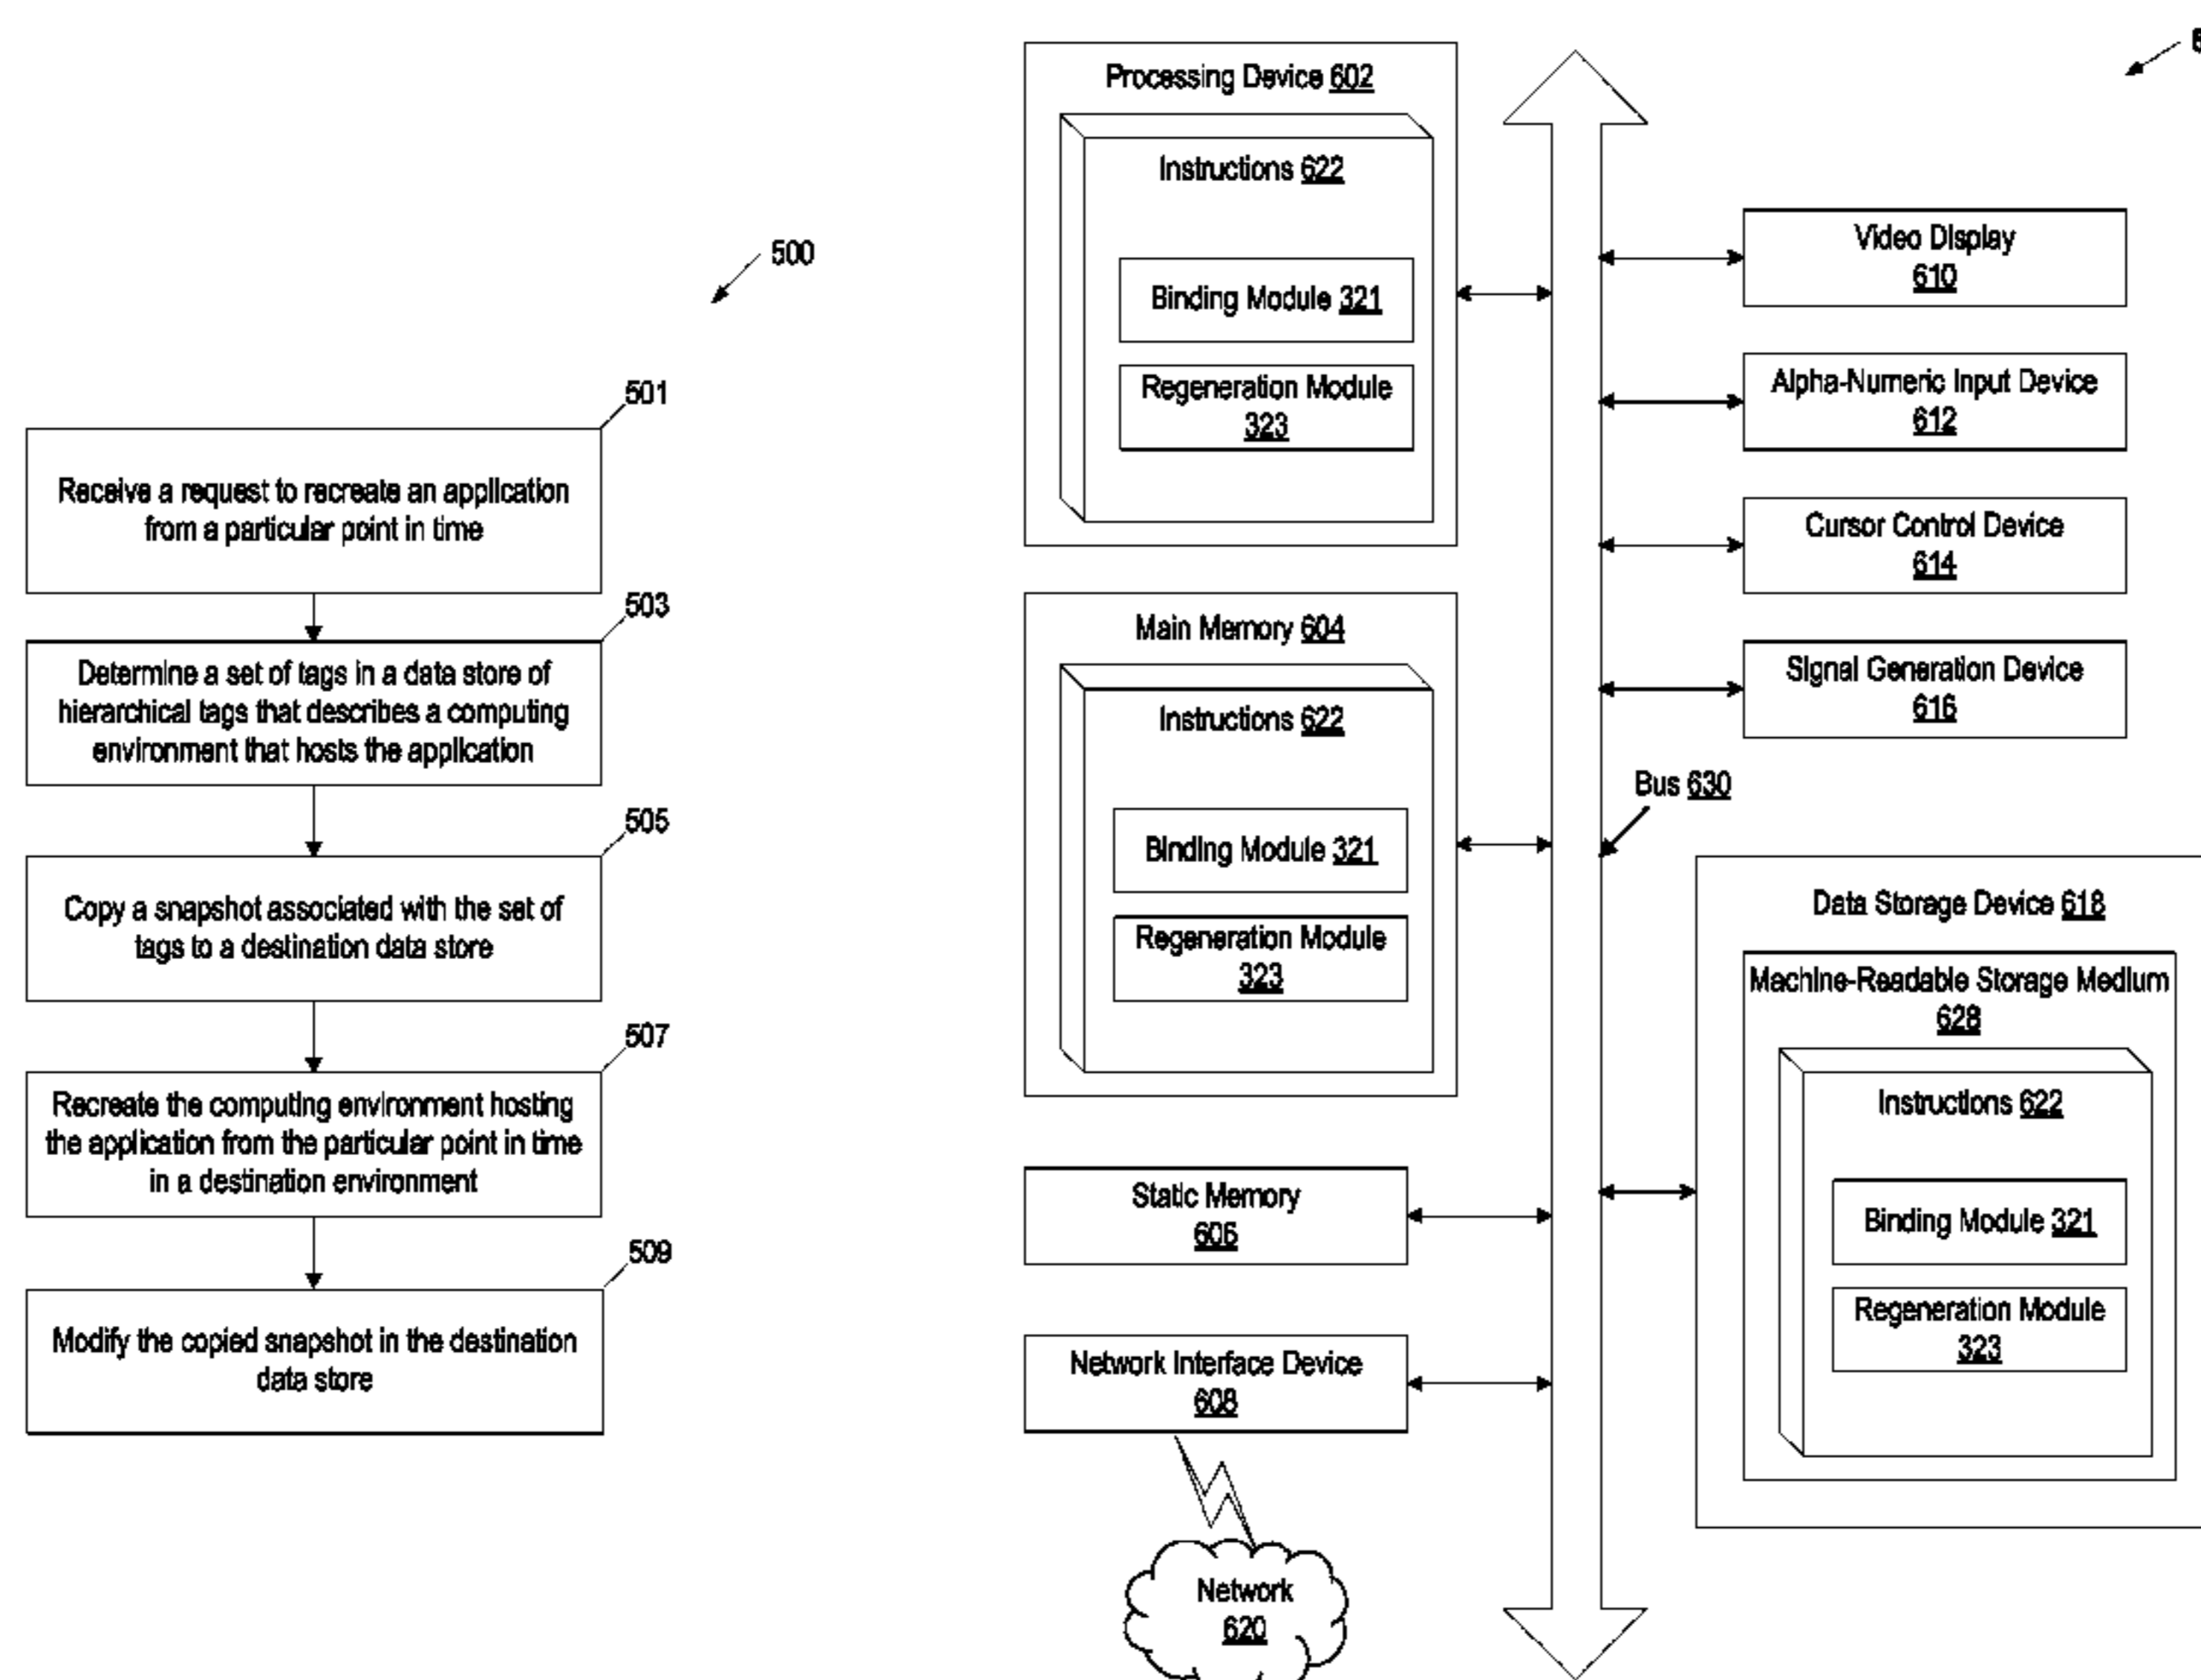 500
501
Receive a request to recreate an application
from a particular point in time
503
Determine a set of tags in a data store of
hierarchical tags that describes a computing
environment that hosts the application
505
Copy a snapshot associated with the set of
tags to a destination data store
507
Recreate the computing environment hosting
the application from the particular point in time
in a destination environment
509
Modify the copied snapshot in the destination
data store
Processing Device 602
Instructions 622
Binding Module 321
Regeneration Module
323
Main Memory 604
Instructions 622
Binding Module 321
Regeneration Module
323
Static Memory
606
Network Interface Device
608
Network
620
Video Display
610
Alpha-Numeric Input Device
612
Cursor Control Device
614
Signal Generation Device
616
Bus 630
Data Storage Device 618
Machine-Readable Storage Medium
628
Instructions 622
Binding Module 321
Regeneration Module
323